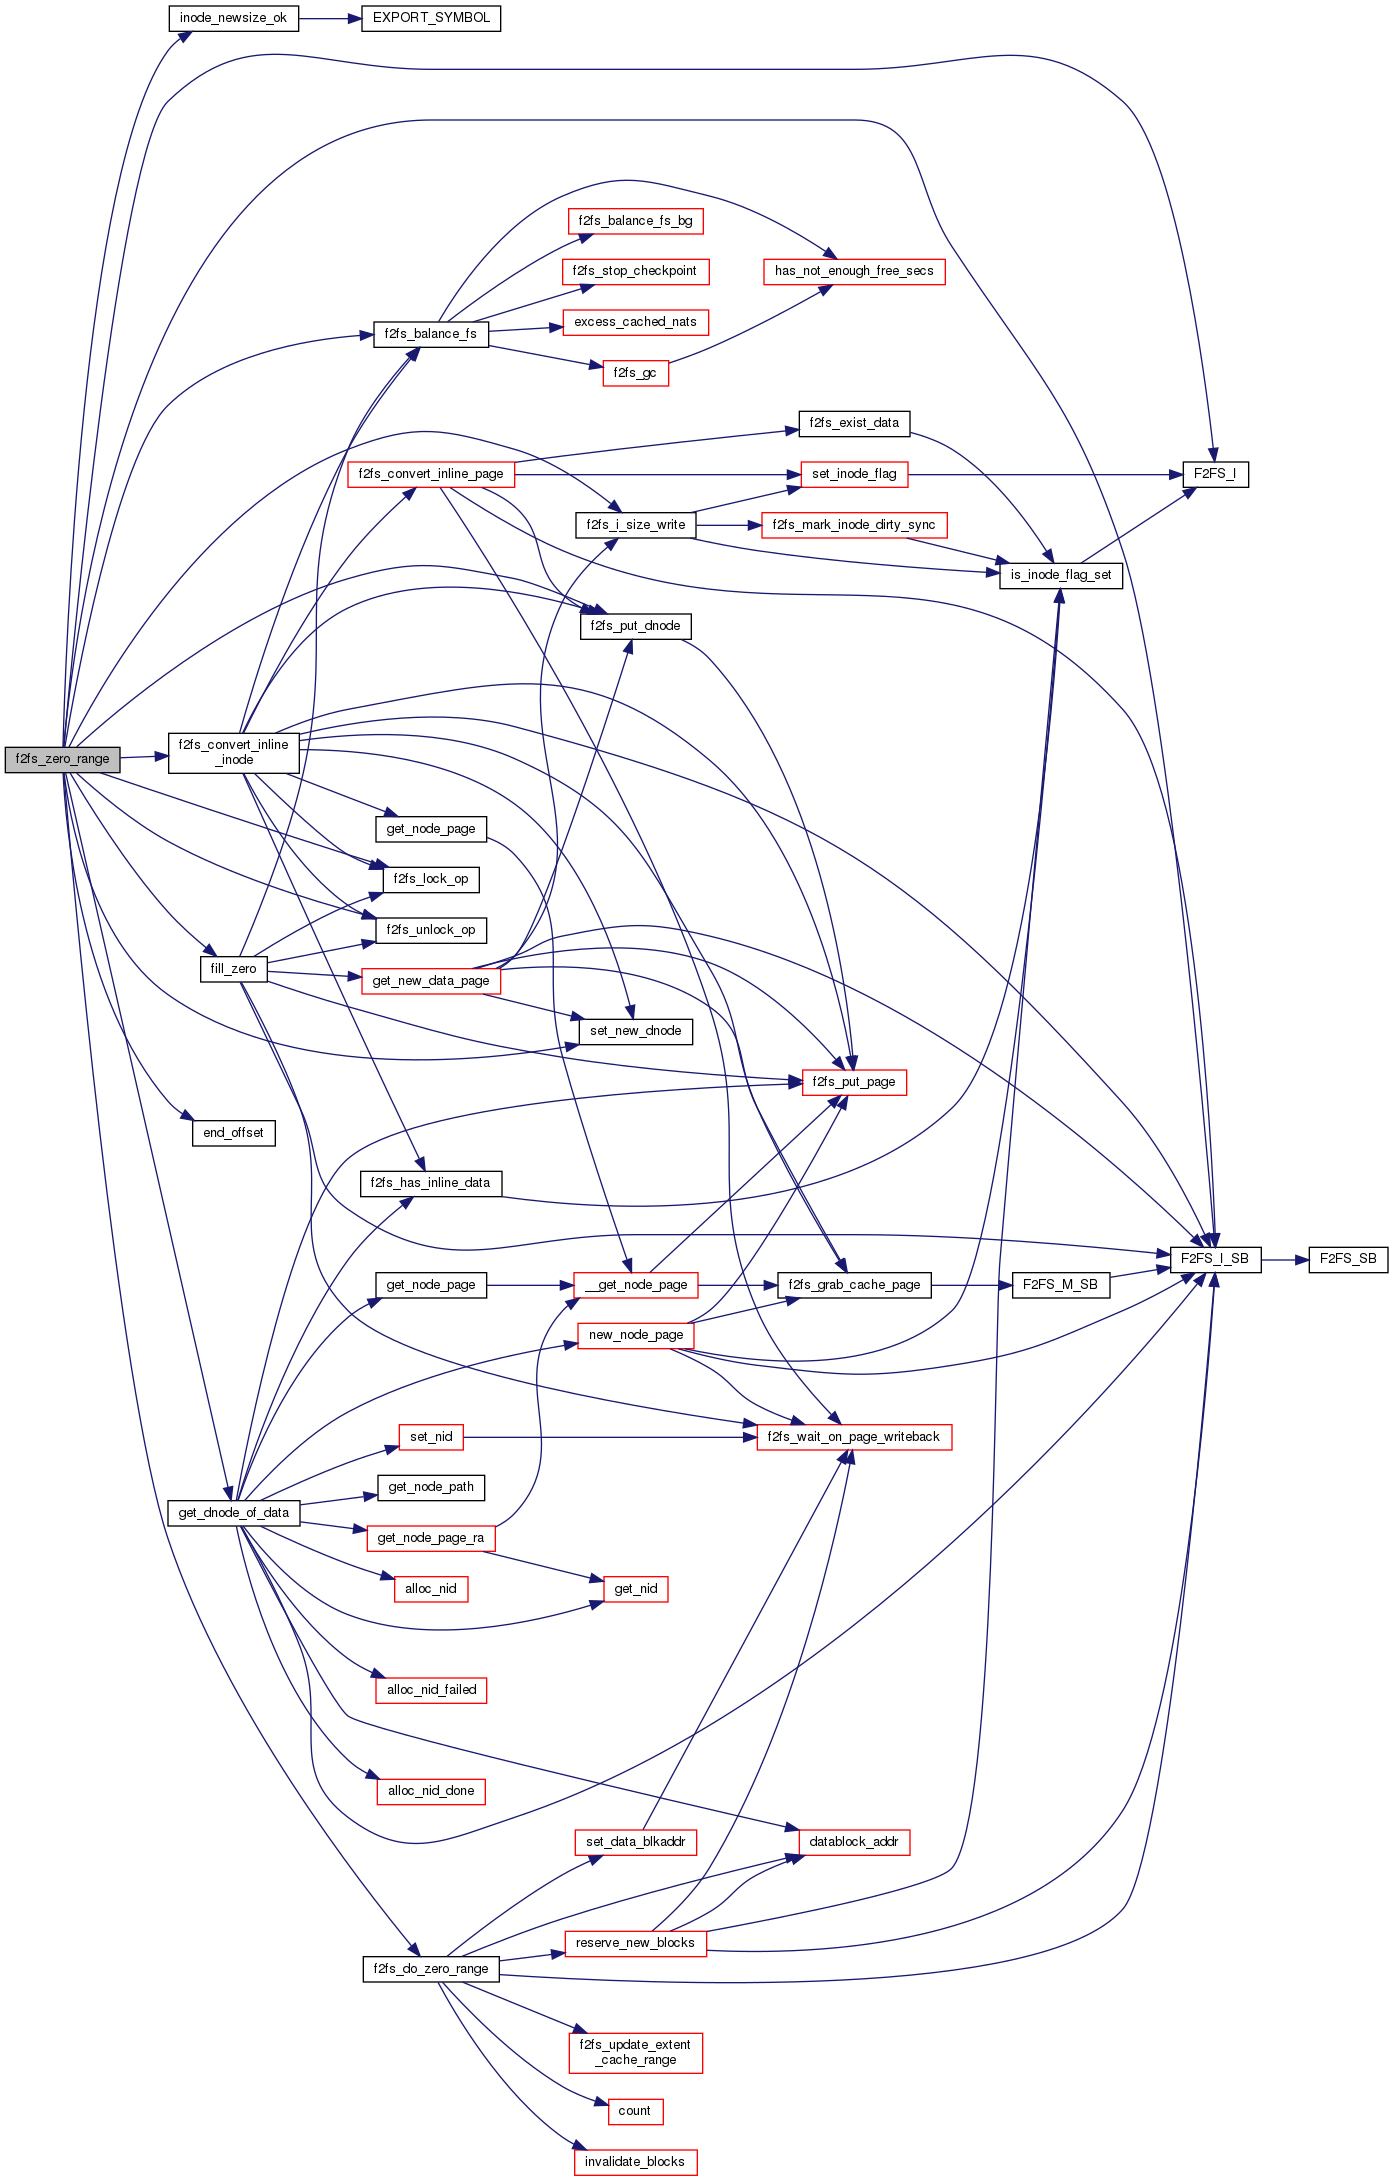 inode_newsize_ok
EXPORT_SYMBOL
f2fs_balance_fs_bg
f2fs_stop_checkpoint
has_not_enough_free_secs
excess_cached_nats
f2fs_balance_fs
f2fs_gc
f2fs_exist_data
f2fs_convert_inline_page
set_inode_flag
F2FS_I
f2fs_i_size_write
f2fs_mark_inode_dirty_sync
is_inode_flag_set
f2fs_put_dnode
f2fs_zero_range
f2fs_convert_inline
_inode
get_node_page
f2fs_lock_op
f2fs_unlock_op
fill_zero
get_new_data_page
set_new_dnode
f2fs_put_page
end_offset
f2fs_has_inline_data
F2FS_I_SB
F2FS_SB
get_node_page
__get_node_page
f2fs_grab_cache_page
F2FS_M_SB
new_node_page
set_nid
f2fs_wait_on_page_writeback
get_node_path
get_dnode_of_data
get_node_page_ra
alloc_nid
get_nid
alloc_nid_failed
alloc_nid_done
set_data_blkaddr
datablock_addr
reserve_new_blocks
f2fs_do_zero_range
f2fs_update_extent
_cache_range
count
invalidate_blocks